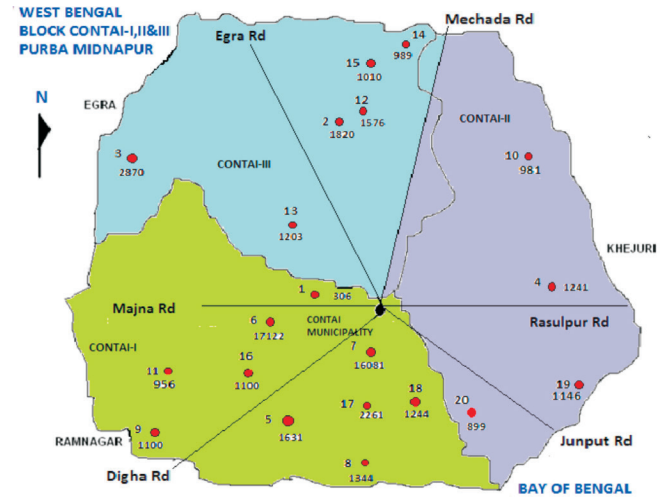 WEST BENGAL
BLOCK CONTAI-I,II&III
PURBA MIDNAPUR
Egra Rd
Mechada Rd
14
989
15
1010
N
EGRA
12
1576
2
1820
CONTAI-II
3
2870
CONTAI-III
10
981
13
1203
KHEJURI
1
306
4
1241
Majna Rd
CONTAI
MUNICIPALITY
Rasulpur Rd
6
17122
7
16081
CONTAI-I
11
956
16
1100
19
1146
17
2261
18
1244
20
899
9
1100
5
1631
RAMNAGAR
Junput Rd
8
1344
Digha Rd
BAY OF BENGAL